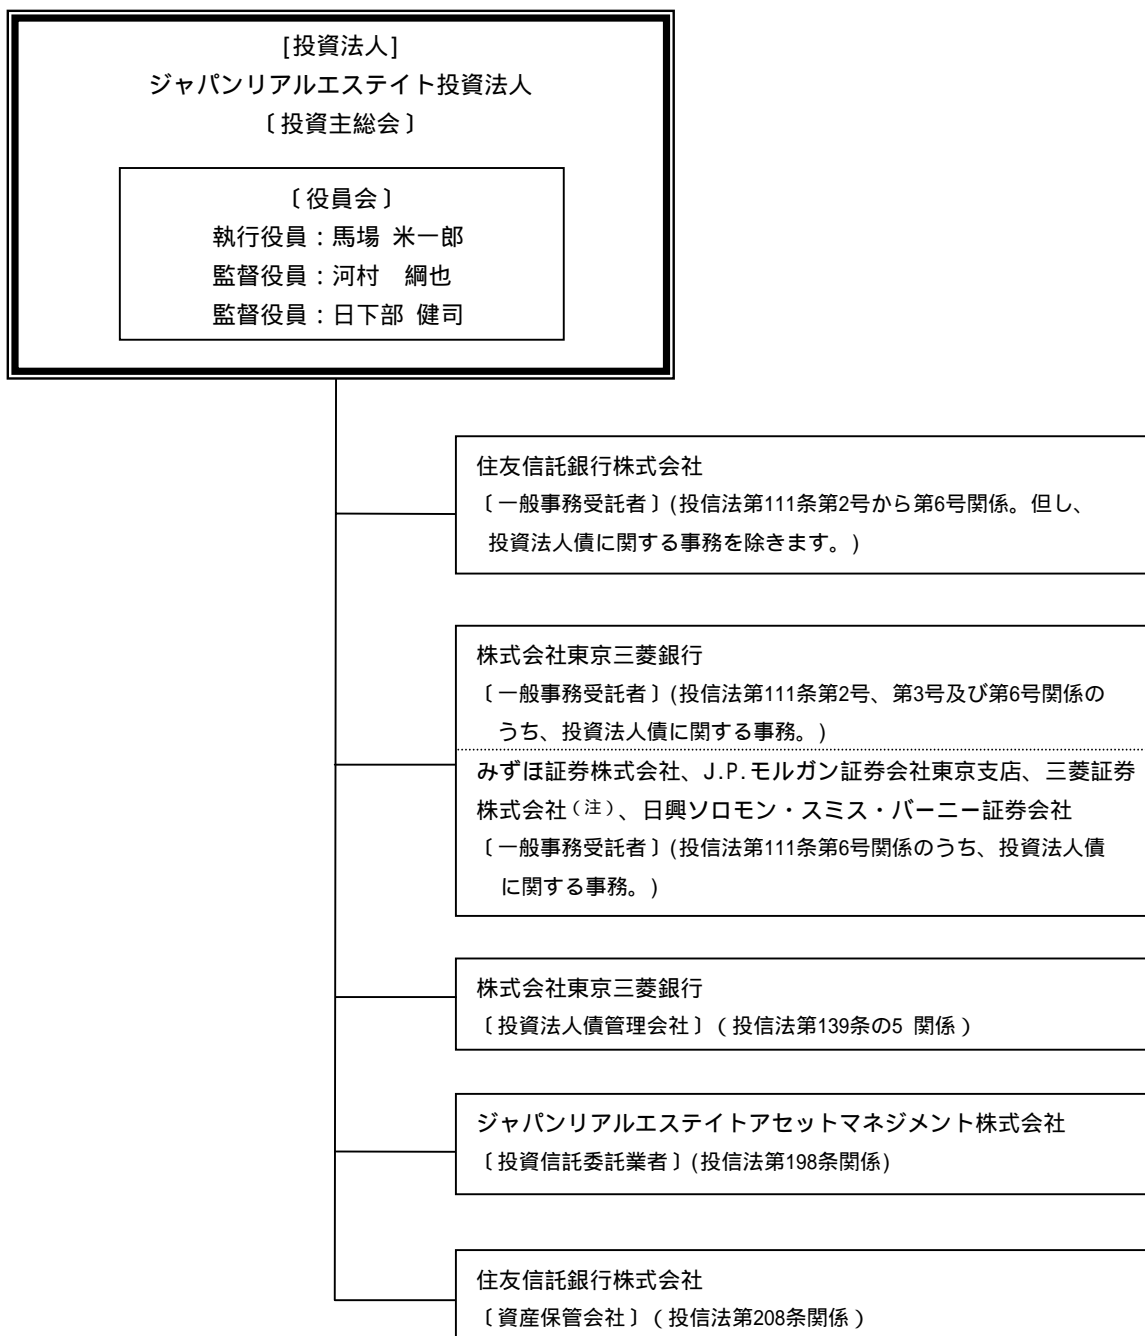 [投資法人]
ジャパンリアルエステイト投資法人
〔投資主総会〕
〔役員会〕
執行役員：馬場 米一郎
監督役員：河村　綱也
監督役員：日下部 健司
住友信託銀行株式会社
〔一般事務受託者〕(投信法第111条第2号から第6号関係。但し、
投資法人債に関する事務を除きます。)
株式会社東京三菱銀行
〔一般事務受託者〕(投信法第111条第2号、第3号及び第6号関係の
うち、投資法人債に関する事務。)
みずほ証券株式会社、J.P.モルガン証券会社東京支店、三菱証券
株式会社（注）、日興ソロモン・スミス・バーニー証券会社
〔一般事務受託者〕(投信法第111条第6号関係のうち、投資法人債
に関する事務。)
株式会社東京三菱銀行
〔投資法人債管理会社〕（投信法第139条の5 関係）
ジャパンリアルエステイトアセットマネジメント株式会社
〔投資信託委託業者〕(投信法第198条関係)
住友信託銀行株式会社
〔資産保管会社〕（投信法第208条関係）